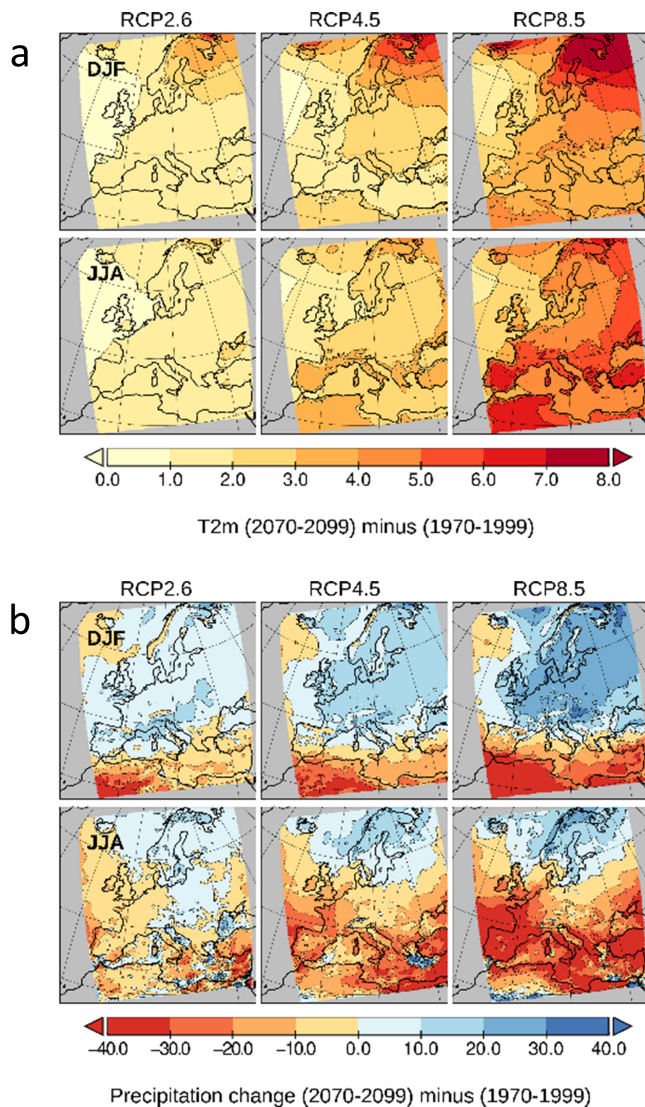 RCP2.6 RCP4.5 RCP8.5
a
DJF
JJA
0.0 1.0 2.0 3.0 4.0 5.0 6.0 7.0 8.0
T2m (2070-2099) minus (1970-1999)
RCP2.6 RCP4.5 RCP8.5
b
DJF
JJA
−40.0 −30.0 −20.0 −10.0 0.0 10.0 20.0 30.0 40.0
Precipitation change (2070-2099) minus (1970-1999)